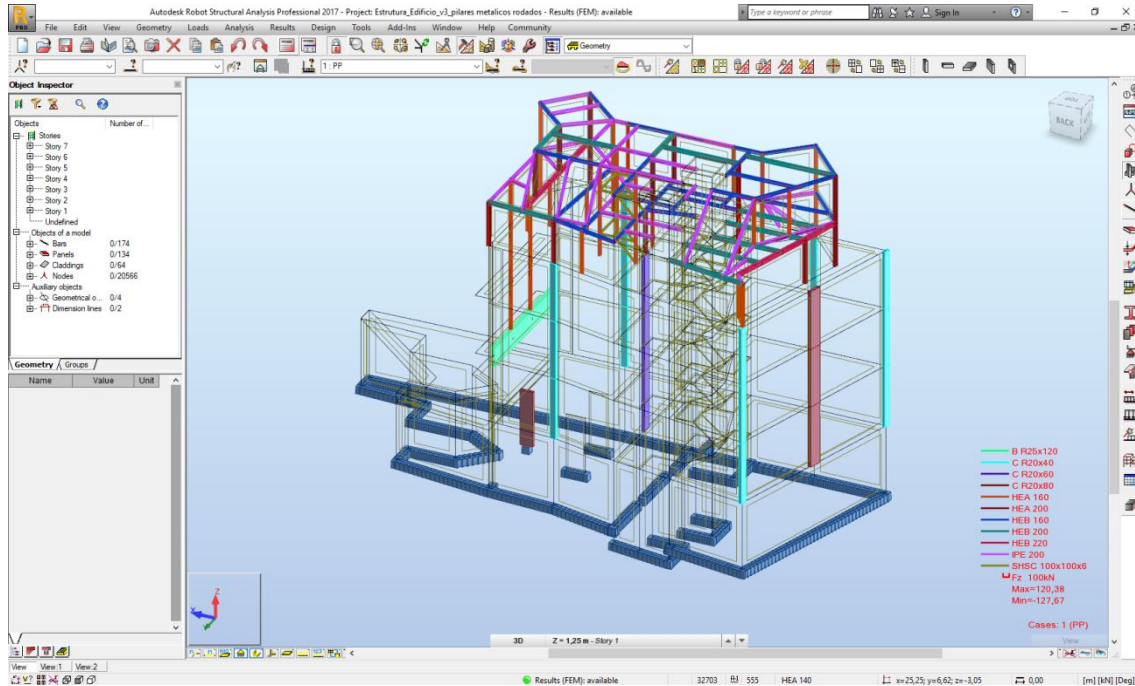 Autodesk Robot Structural Analysis Professional 2017 - Project: Estrutura_Edificio_v3_pilares metalicos rodados - Results (FEM): available
Type a keyword or phrase
Sign In
PRO
File Edit View Geometry Loads Analysis Results Design Tools Add-Ins Window Help Community
Geometry
1 : PP
Object Inspector
Objects Number of...
Stories
Story 7
Story 6
Story 5
Story 4
Story 3
Story 2
Story 1
Undefined
Objects of a model
Bars 0/174
Panels 0/134
Claddings 0/64
Nodes 0/20566
Auxiliary objects
Geometrical o... 0/4
Dimension lines 0/2
Geometry Groups
Name Value Unit
BACK
B R25x120
C R20x40
C R20x60
C R20x80
HEA 160
HEA 200
HEB 160
HEB 200
HEB 220
IPE 200
SHSC 100x100x6
Fz 100kN
Max=120,38
Min=-127,67
Cases: 1 (PP)
z
x
3D Z = 1,25 m - Story 1
View
View View:1 View:2
Results (FEM): available 32703 555 HEA 140 x=25,25; y=6,62; z=-3,05 0,00 [m] [kN] [Deg]